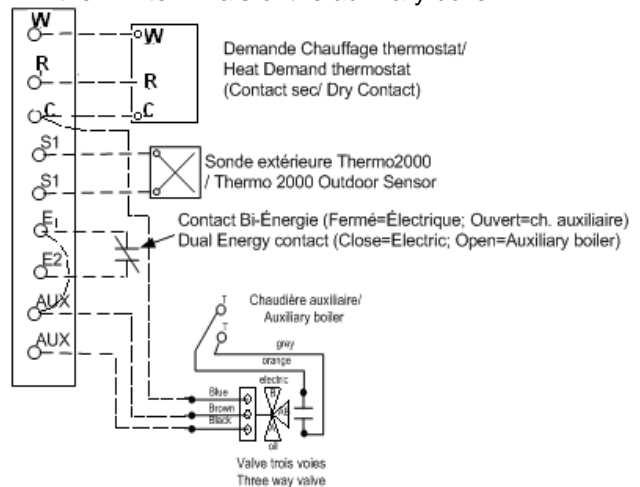 W
W
Demande Chauffage thermostat/
Heat Demand thermostat
(Contact sec/ Dry Contact)
R
R
C
C
S1
Sonde extérieure Thermo2000
/ Thermo 2000 Outdoor Sensor
S1
E1
Contact Bi-Énergie (Fermé=Électrique; Ouvert=ch. auxiliaire)
Dual Energy contact (Close=Electric; Open=Auxiliary boiler)
E2
AUX
T
Chaudière auxiliaire/
Auxiliary boiler
T
AUX
grey
orange
electric
Blue
B
Brown
AB
Black
A
oil
Valve trois voies
Three way valve